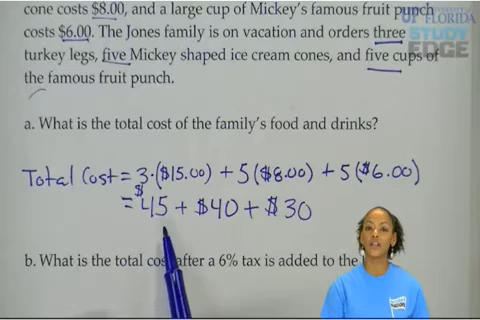 cone costs $8.00, and a large cup of Mickey's famous fruit punch
costs $6.00. The Jones family is on vacation and orders three
turkey legs, five Mickey shaped ice cream cones, and five cups of
the famous fruit punch.
UF FLORIDA
STUDY
EDGE
a. What is the total cost of the family's food and drinks?
Total Cost = 3·($15.00) + 5($8.00) + 5($6.00)
= $45 + $40 + $30
b. What is the total cost after a 6% tax is added to the